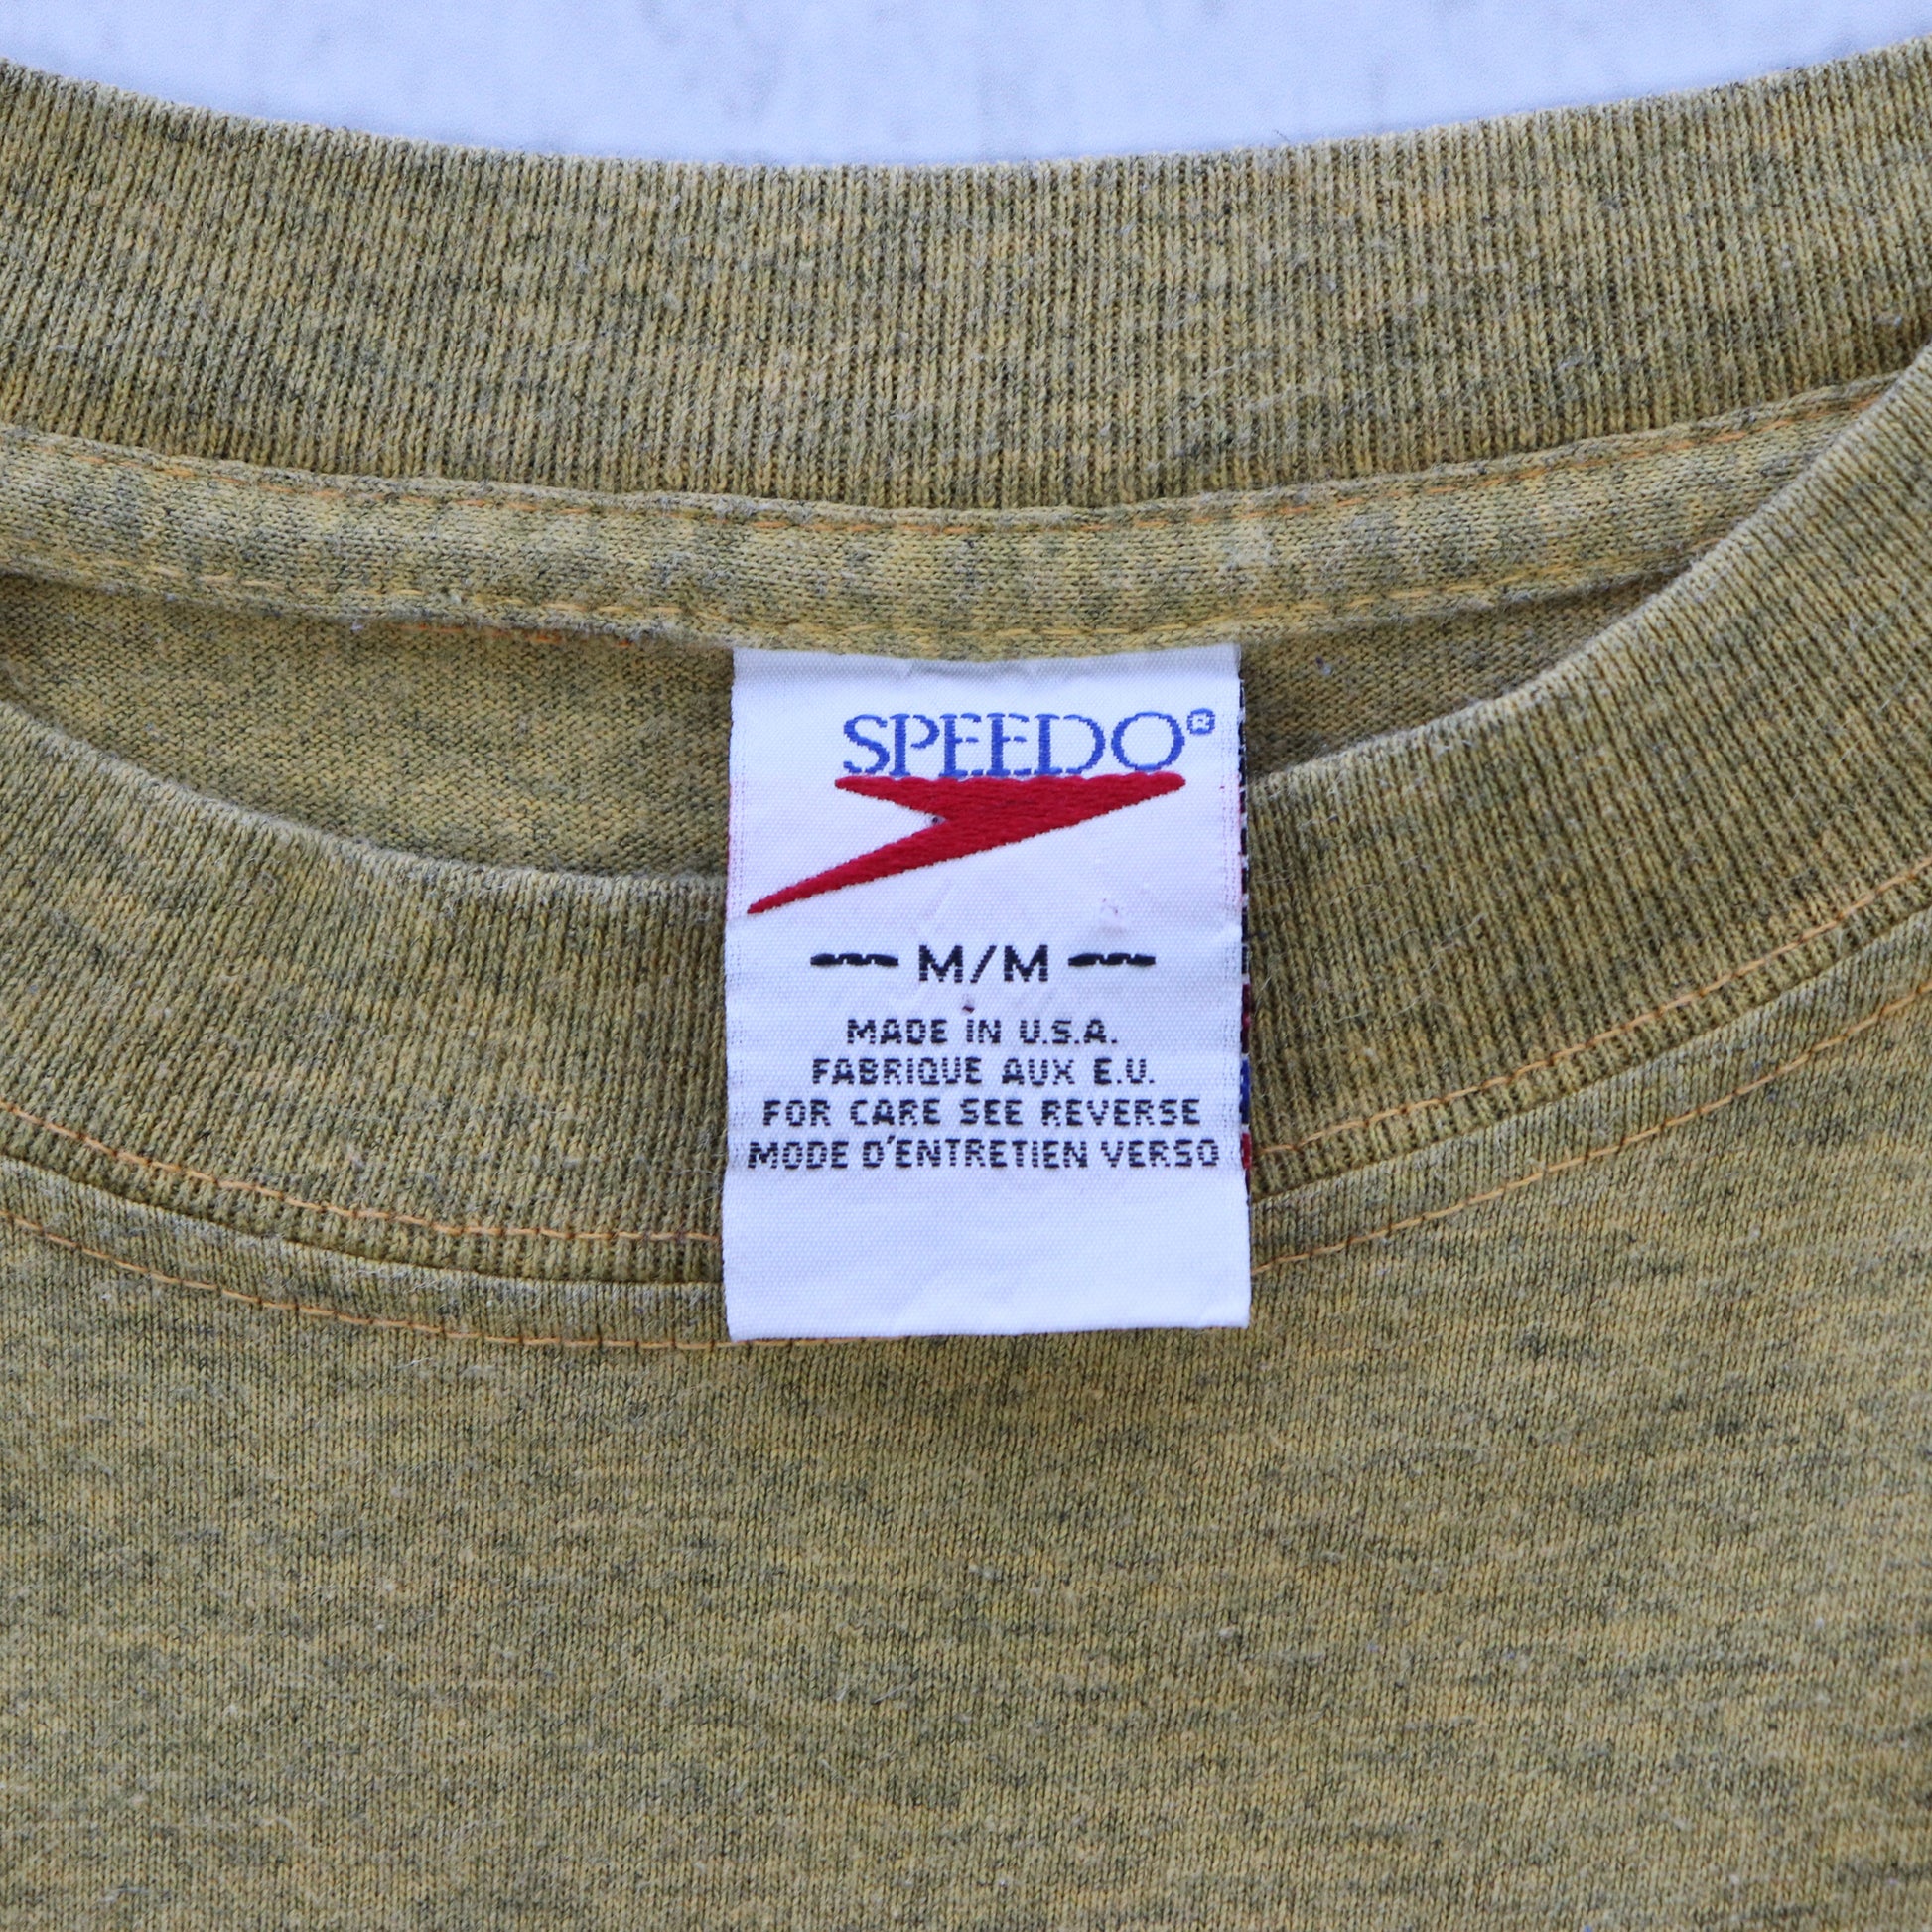 SPEEDO®
M/M
MADE IN U.S.A.
FABRIQUE AUX E.U.
FOR CARE SEE REVERSE
MODE D'ENTRETIEN VERSO